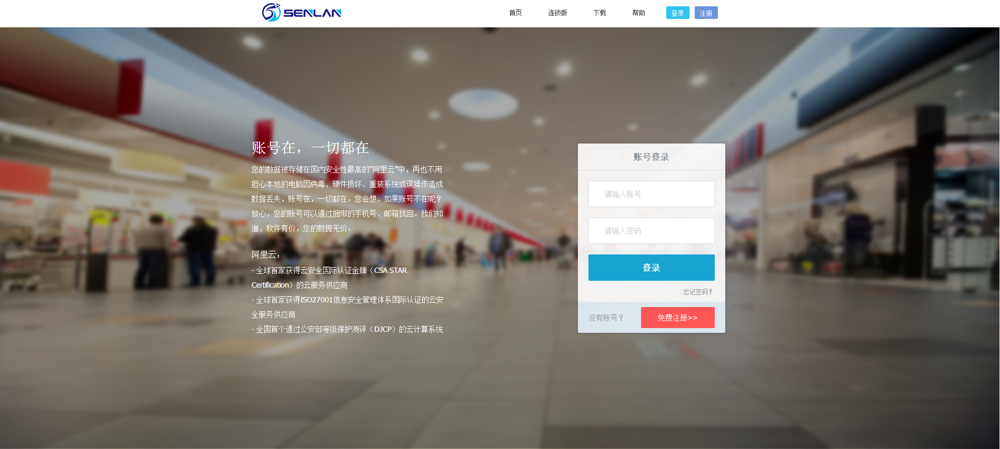 SENLAN
首页 连锁版 下载 帮助 登录 注册
账号在，一切都在
您的数据被存储在国内安全性最高的“阿里云”中，再也不用
担心本地的电脑因病毒、硬件损坏、重装系统或误操作造成
数据丢失，账号在，一切都在。您会想，如果账号不在呢？
放心，您的账号可以通过捆绑的手机号、邮箱找回。我们知
道，软件有价，您的数据无价。
阿里云：
- 全球首家获得云安全国际认证金牌（CSA STAR
Certification）的云服务供应商
- 全球首家获得ISO27001信息安全管理体系国际认证的云安
全服务供应商
- 全国首个通过公安部等级保护测评（DJCP）的云计算系统
账号登录
请输入账号
请输入密码
登录
忘记密码？
没有账号？ 免费注册>>